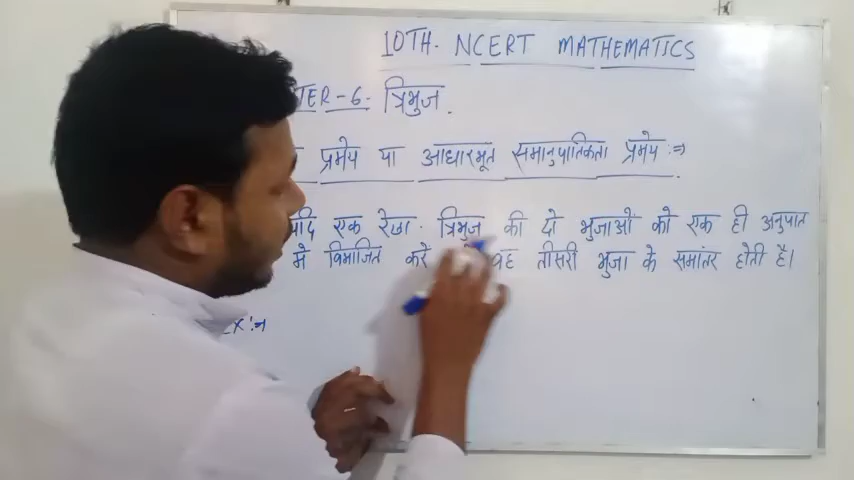 10TH. NCERT MATHEMATICS
TER-6. त्रिभुज.
प्रमेय या आधारभूत समानुपातिकता प्रमेय :⇒
यदि एक रेखा. त्रिभुज की दो भुजाओं को एक ही अनुपात
मे विभाजित करें वह तीसरी भुजा के समांतर होती है।